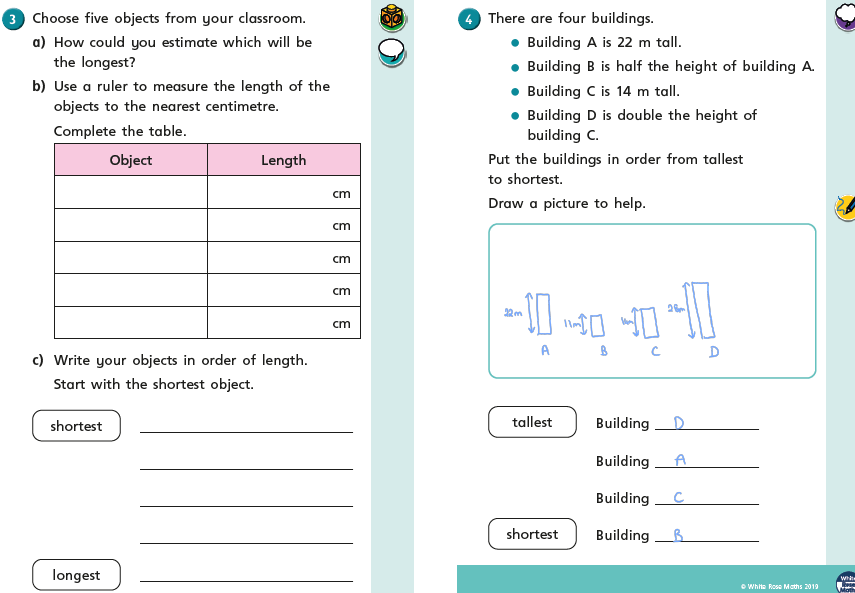 3 Choose five objects from your classroom.
a) How could you estimate which will be
the longest?
b) Use a ruler to measure the length of the
objects to the nearest centimetre.
Complete the table.
Object Length
cm
cm
cm
cm
cm
c) Write your objects in order of length.
Start with the shortest object.
shortest
longest
4 There are four buildings.
• Building A is 22 m tall.
• Building B is half the height of building A.
• Building C is 14 m tall.
• Building D is double the height of
building C.
Put the buildings in order from tallest
to shortest.
Draw a picture to help.
22m 11m 14m 28m
A B C D
tallest Building D
Building A
Building C
shortest Building B
© White Rose Maths 2019
White
Rose
Maths